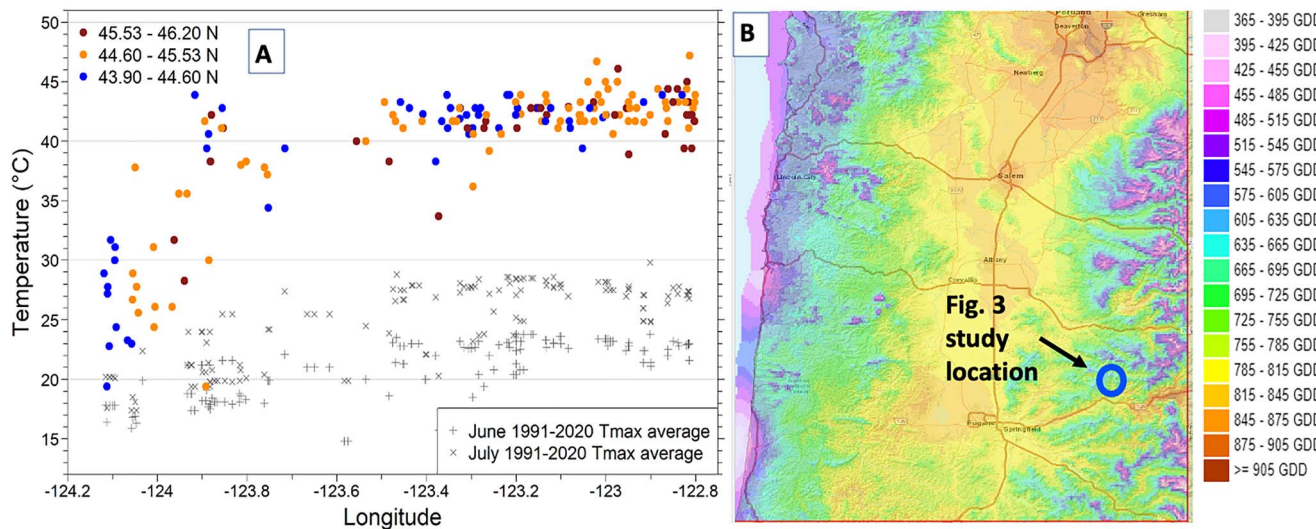 A
45.53 - 46.20 N
44.60 - 45.53 N
43.90 - 44.60 N
Temperature (°C)
50
45
40
35
30
25
20
15
June 1991-2020 Tmax average
July 1991-2020 Tmax average
-124.2
-124
-123.8
-123.6
-123.4
-123.2
-123
-122.8
Longitude
B
Portland
Beaverton
Gresham
Newberg
Lincoln City
Salem
Albany
Corvallis
Fig. 3
study
location
Eugene
Springfield
365 - 395 GDD
395 - 425 GDD
425 - 455 GDD
455 - 485 GDD
485 - 515 GDD
515 - 545 GDD
545 - 575 GDD
575 - 605 GDD
605 - 635 GDD
635 - 665 GDD
665 - 695 GDD
695 - 725 GDD
725 - 755 GDD
755 - 785 GDD
785 - 815 GDD
815 - 845 GDD
845 - 875 GDD
875 - 905 GDD
>= 905 GDD